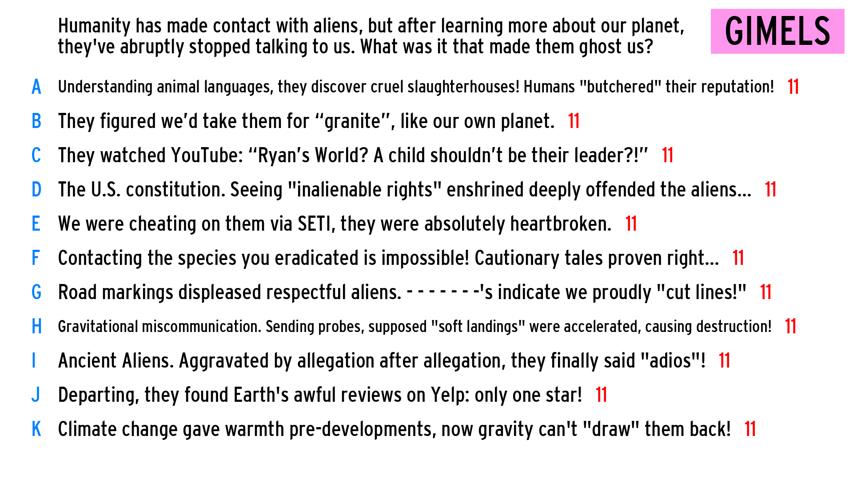 Humanity has made contact with aliens, but after learning more about our planet,
they've abruptly stopped talking to us. What was it that made them ghost us?
GIMELS
A Understanding animal languages, they discover cruel slaughterhouses! Humans "butchered" their reputation! 11
B They figured we’d take them for “granite”, like our own planet. 11
C They watched YouTube: “Ryan’s World? A child shouldn’t be their leader?!” 11
D The U.S. constitution. Seeing "inalienable rights" enshrined deeply offended the aliens... 11
E We were cheating on them via SETI, they were absolutely heartbroken. 11
F Contacting the species you eradicated is impossible! Cautionary tales proven right... 11
G Road markings displeased respectful aliens. - - - - - - -'s indicate we proudly "cut lines!" 11
H Gravitational miscommunication. Sending probes, supposed "soft landings" were accelerated, causing destruction! 11
I Ancient Aliens. Aggravated by allegation after allegation, they finally said "adios"! 11
J Departing, they found Earth's awful reviews on Yelp: only one star! 11
K Climate change gave warmth pre-developments, now gravity can't "draw" them back! 11